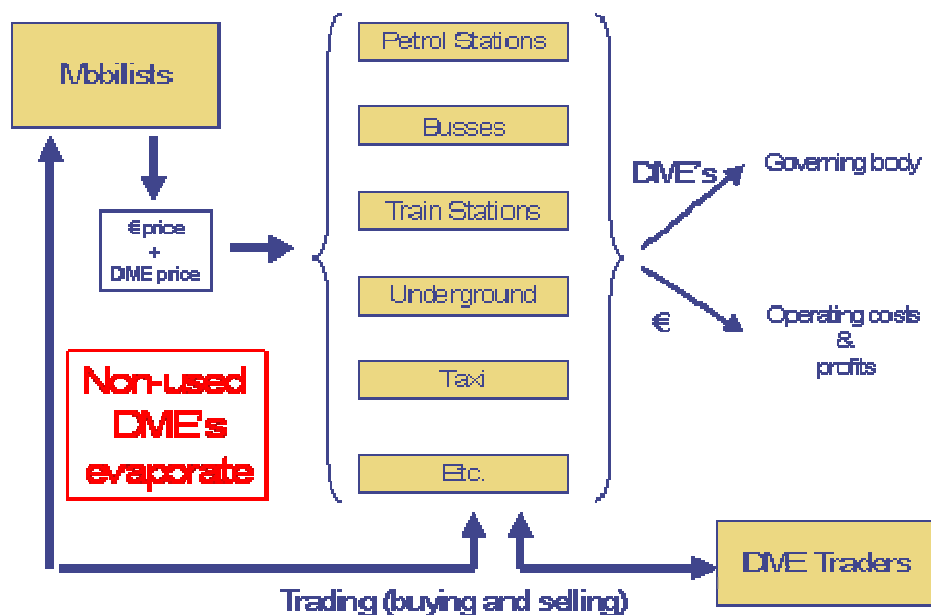 Mobilists
€ price
+
DME price
Non-used
DME's
evaporate
Petrol Stations
Busses
Train Stations
Underground
Taxi
Etc.
DME's
Governing body
€
Operating costs
&
profits
DME Traders
Trading (buying and selling)